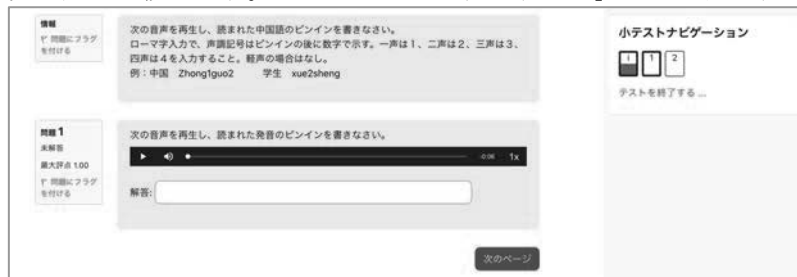 情報
問題にフラグ
を付ける
次の音声を再生し、読まれた中国語のピンインを書きなさい。
ローマ字入力で、声調記号はピンインの後に数字で示す。一声は1、二声は2、三声は3、
四声は4を入力すること。軽声の場合はなし。
例：中国 Zhong1guo2 学生 xue2sheng
問題 1
未解答
最大評点 1.00
問題にフラグ
を付ける
次の音声を再生し、読まれた発音のピンインを書きなさい。
-0:06 1x
解答:
次のページ
小テストナビゲーション
i 1 2
テストを終了する ...